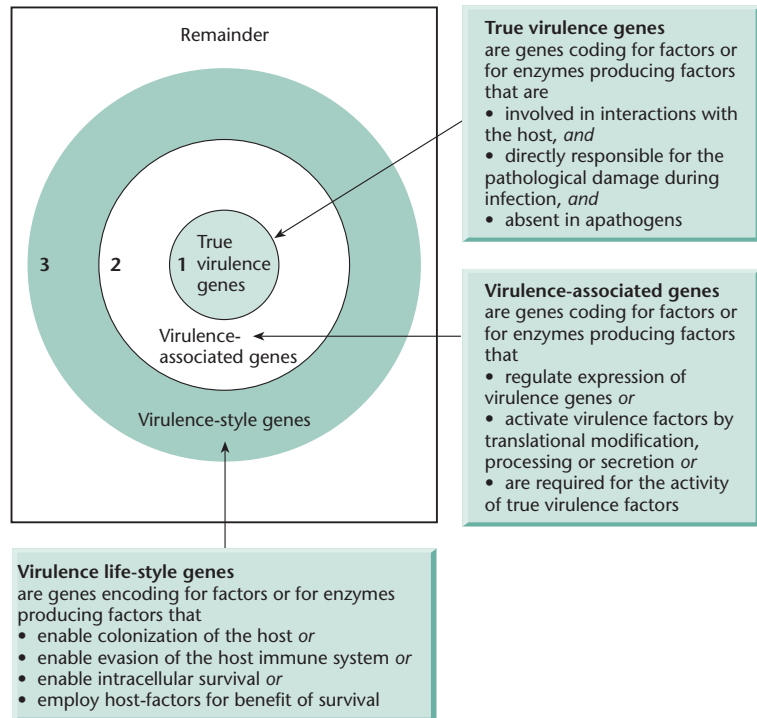 Remainder
3
2
1 True
virulence
genes
Virulence-
associated genes
Virulence-style genes
True virulence genes
are genes coding for factors or
for enzymes producing factors
that are
• involved in interactions with
the host, and
• directly responsible for the
pathological damage during
infection, and
• absent in apathogens
Virulence-associated genes
are genes coding for factors or
for enzymes producing factors
that
• regulate expression of
virulence genes or
• activate virulence factors by
translational modification,
processing or secretion or
• are required for the activity
of true virulence factors
Virulence life-style genes
are genes encoding for factors or for enzymes
producing factors that
• enable colonization of the host or
• enable evasion of the host immune system or
• enable intracellular survival or
• employ host-factors for benefit of survival